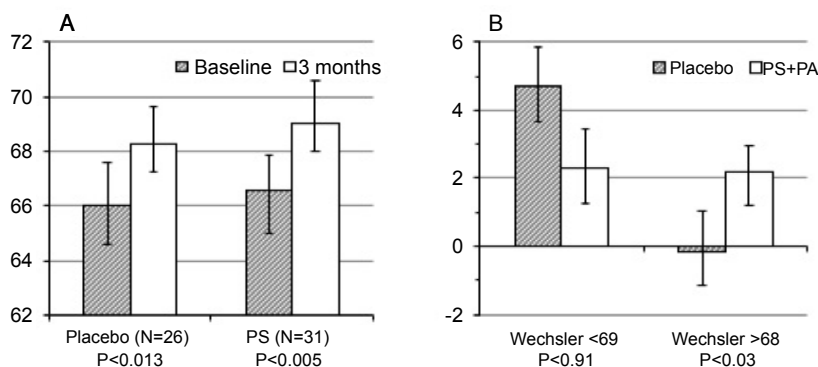 A
72
70
68
66
64
62
Baseline 3 months
Placebo (N=26) PS (N=31)
P<0.013 P<0.005
B
6
4
2
0
-2
Placebo PS+PA
Wechsler <69 Wechsler >68
P<0.91 P<0.03